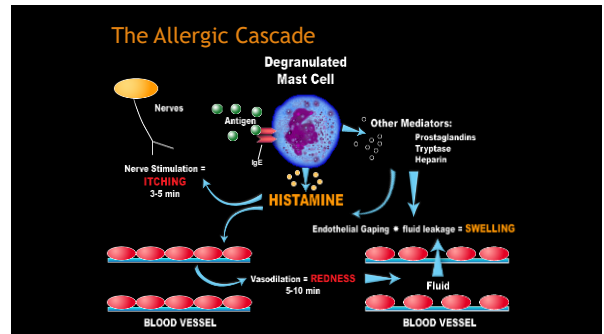 The Allergic Cascade
Degranulated
Mast Cell
Nerves
Antigen
IgE
Other Mediators:
Prostaglandins
Tryptase
Heparin
Nerve Stimulation =
ITCHING
3-5 min
HISTAMINE
Endothelial Gaping • fluid leakage = SWELLING
Vasodilation = REDNESS
5-10 min
Fluid
BLOOD VESSEL
BLOOD VESSEL